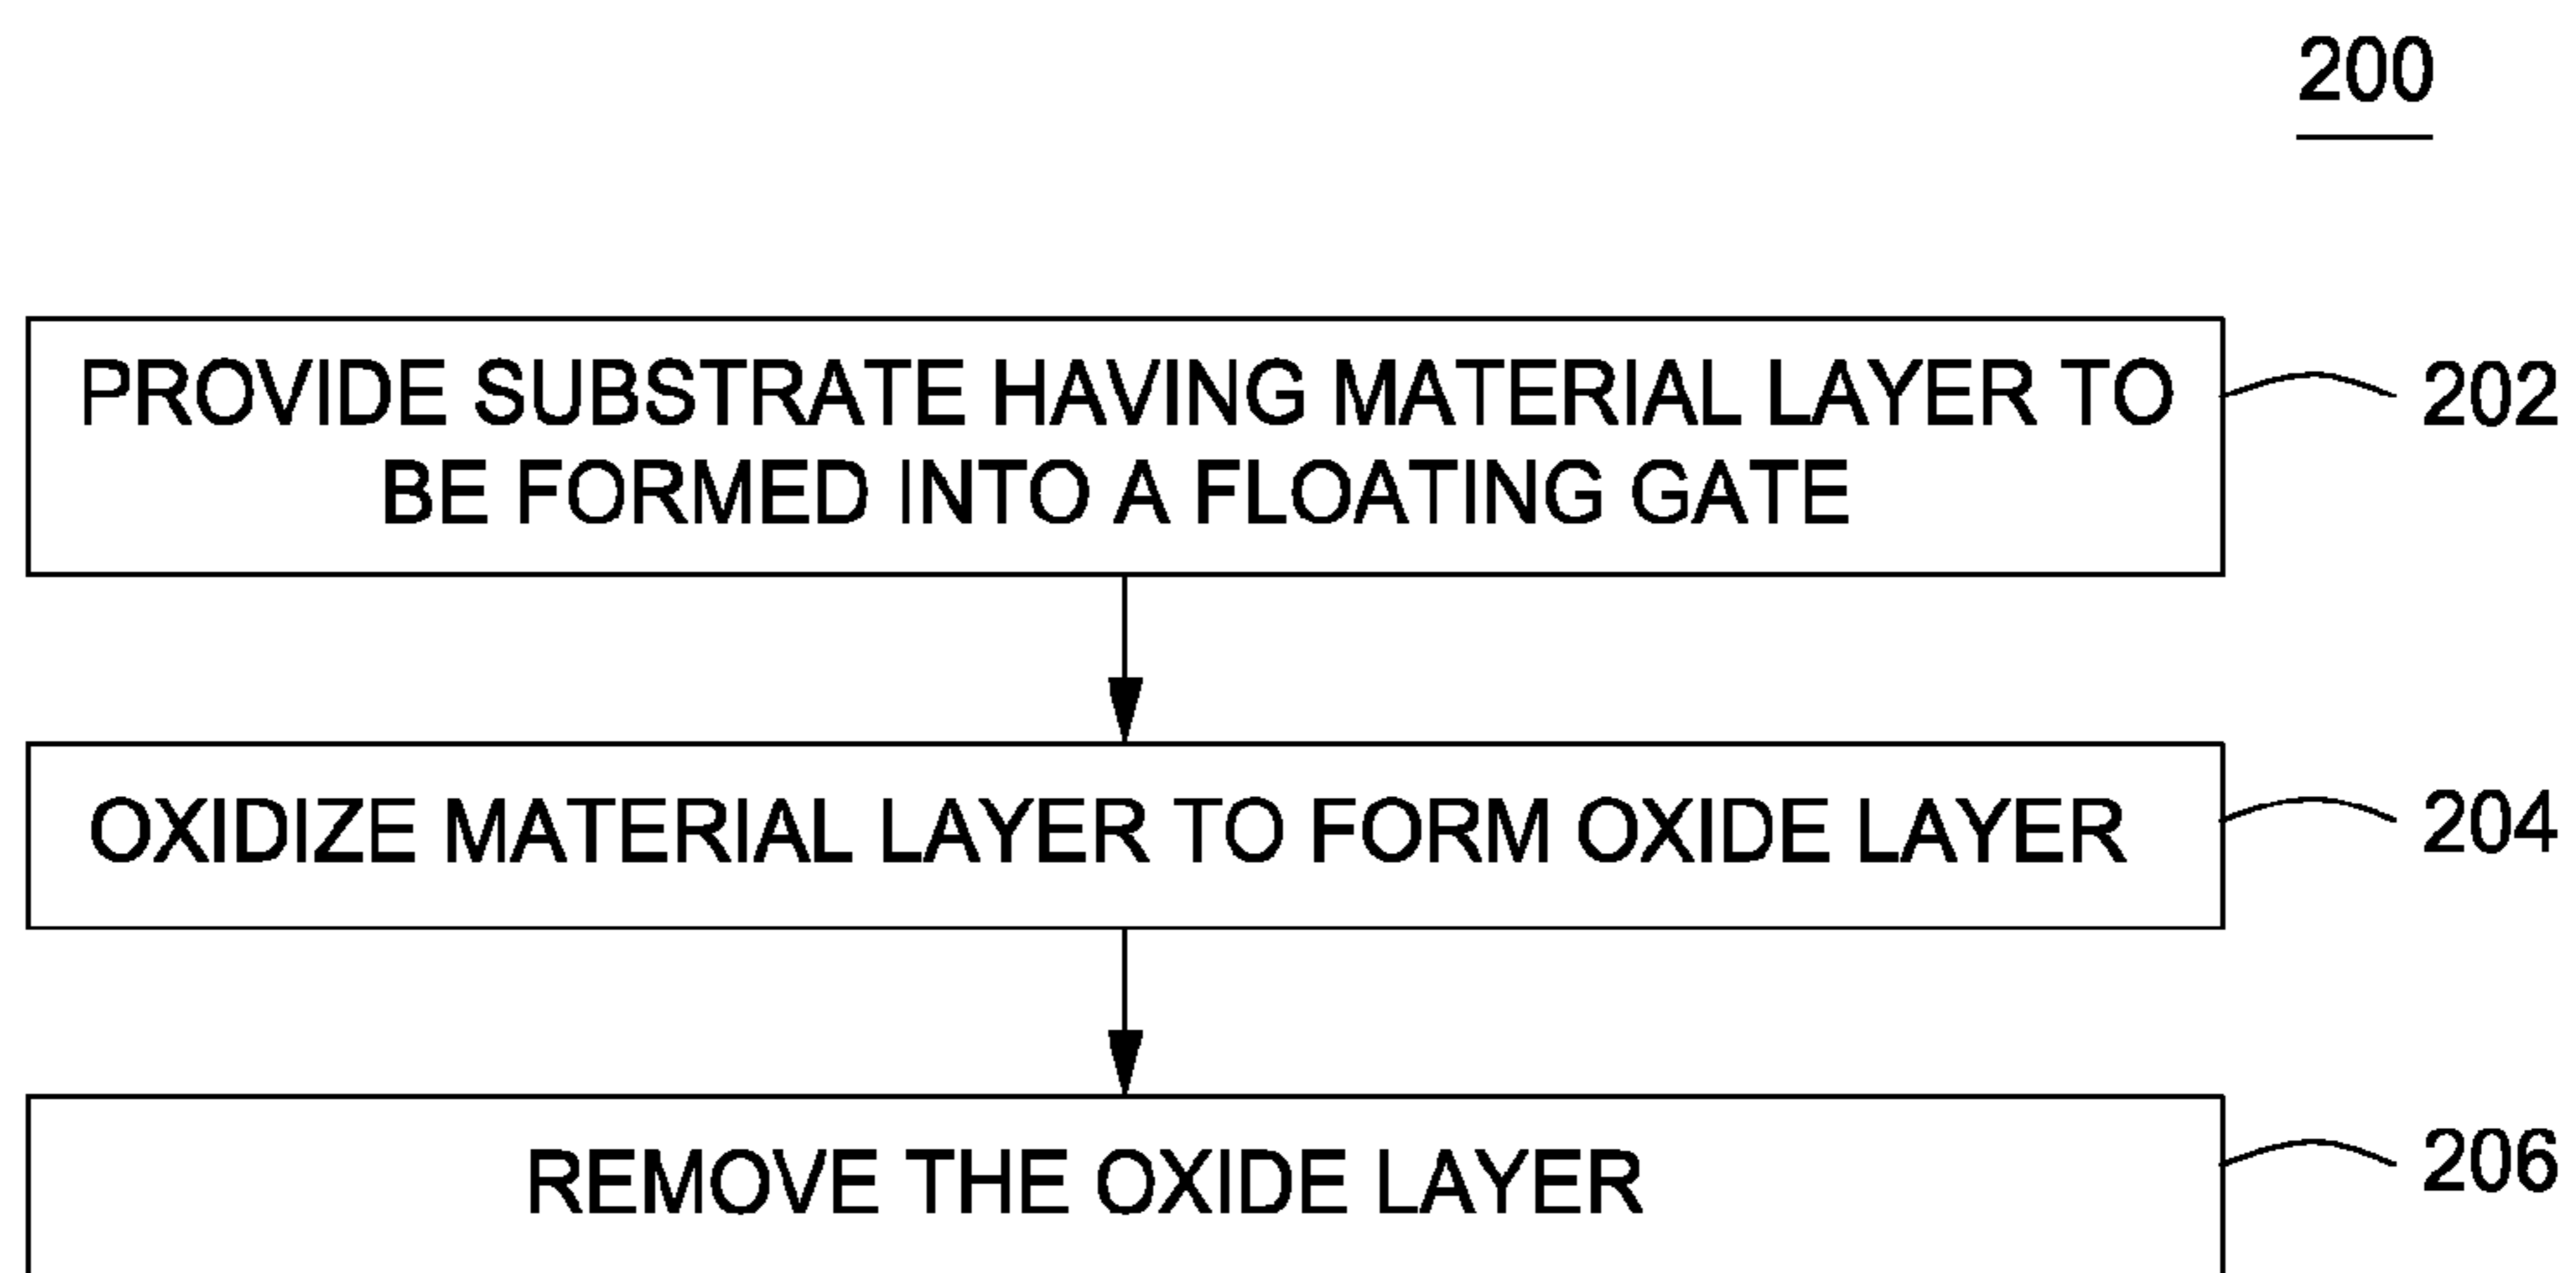 200
PROVIDE SUBSTRATE HAVING MATERIAL LAYER TO
BE FORMED INTO A FLOATING GATE
202
OXIDIZE MATERIAL LAYER TO FORM OXIDE LAYER
204
REMOVE THE OXIDE LAYER
206